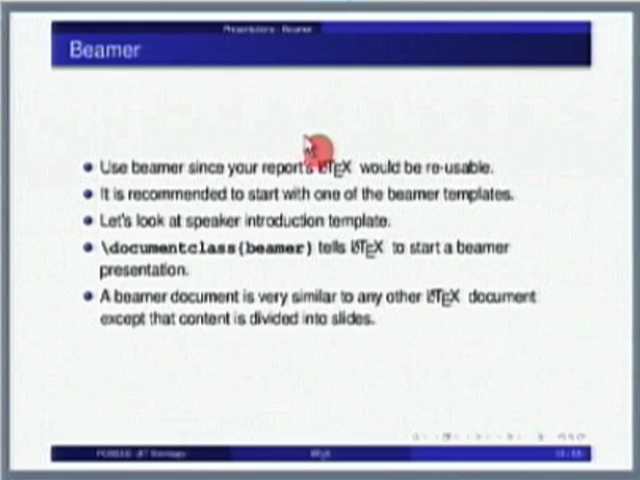 Presentations Beamer
Beamer
Use beamer since your report's LATEX would be re-usable.
It is recommended to start with one of the beamer templates.
Let's look at speaker introduction template.
\documentclass{beamer} tells LATEX to start a beamer
presentation.
A beamer document is very similar to any other LATEX document
except that content is divided into slides.
LATEX